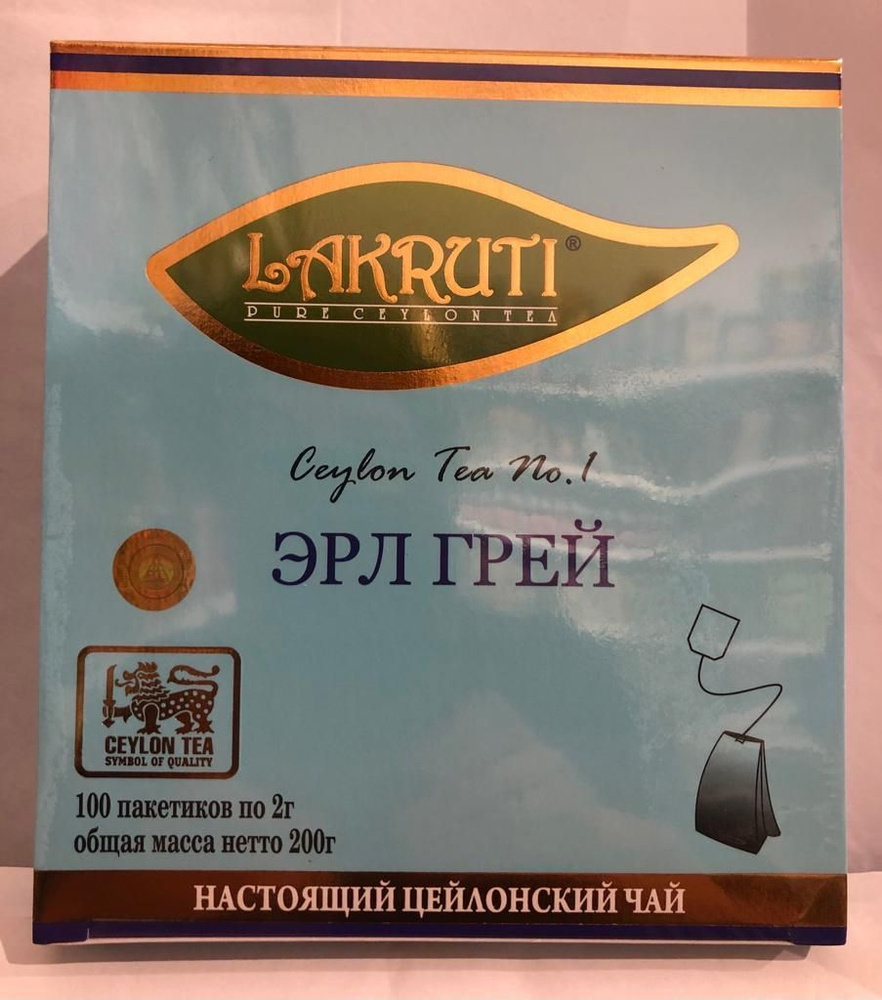 LAKRUTI®
PURE CEYLON TEA
Ceylon Tea No.1
ЭРЛ ГРЕЙ
CEYLON TEA
SYMBOL OF QUALITY
100 пакетиков по 2г
общая масса нетто 200г
НАСТОЯЩИЙ ЦЕЙЛОНСКИЙ ЧАЙ